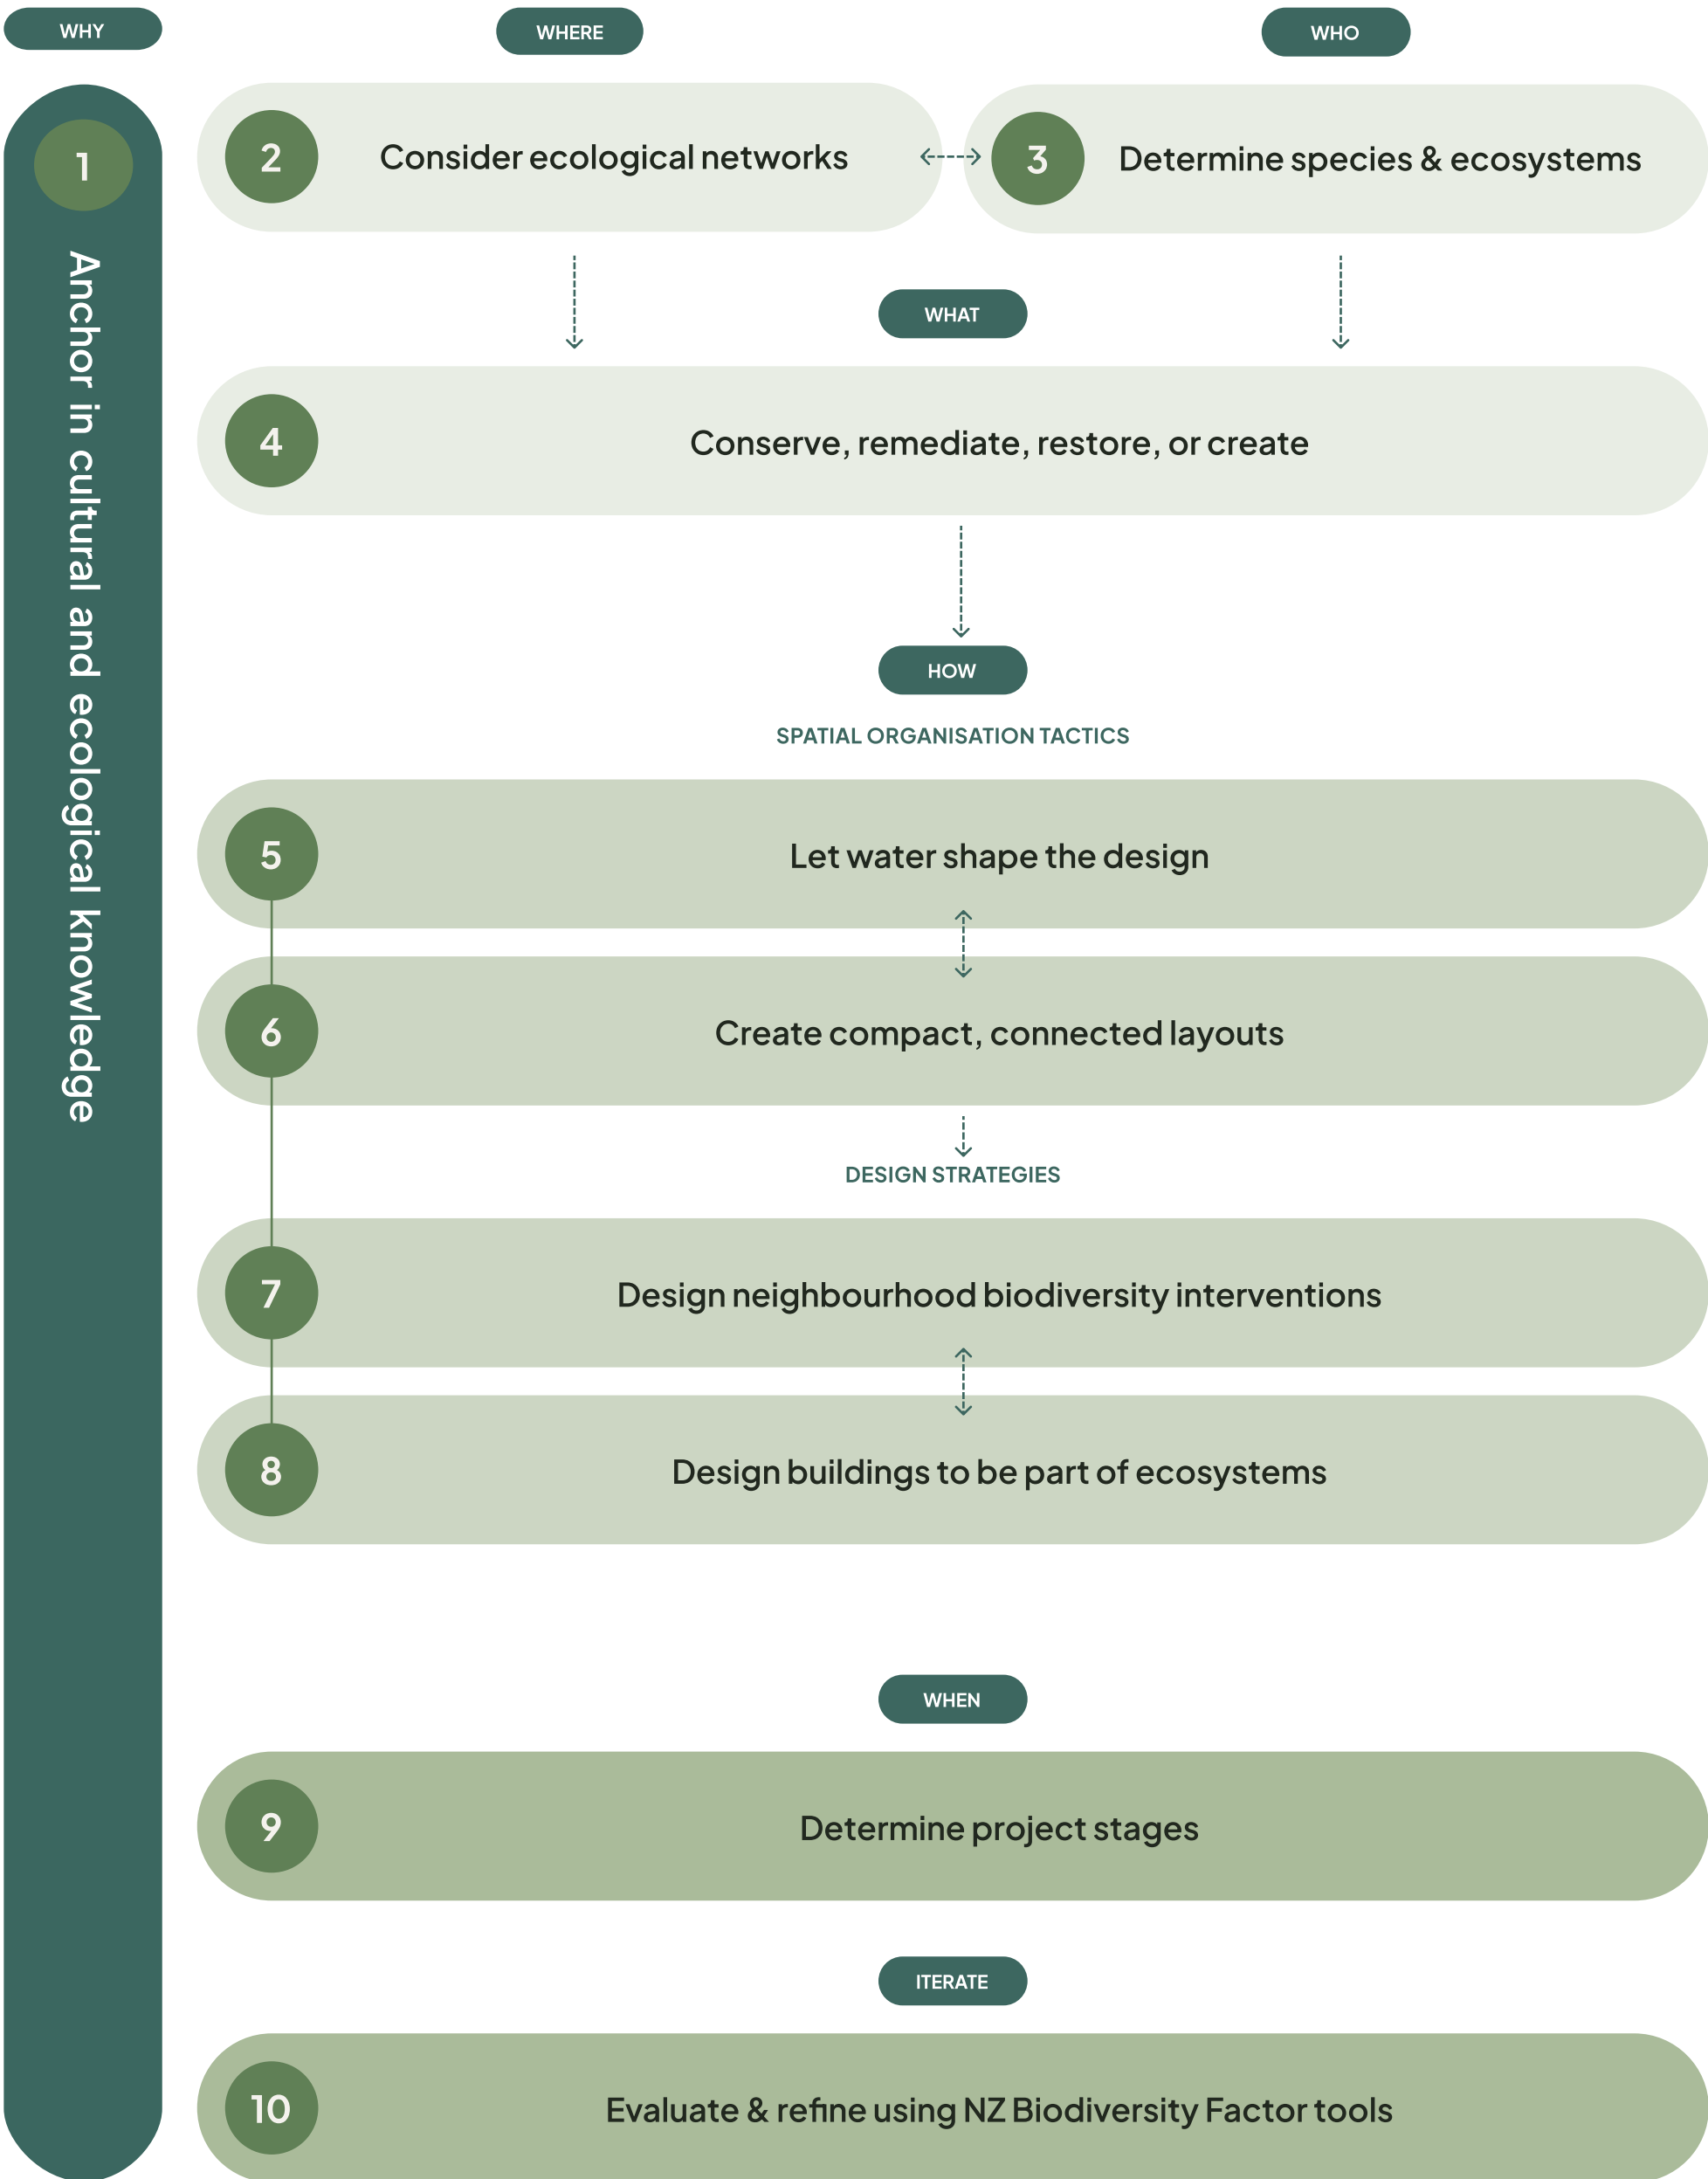 WHY
1
Anchor in cultural and ecological knowledge
WHERE
2
Consider ecological networks
WHO
3
Determine species & ecosystems
WHAT
4
Conserve, remediate, restore, or create
HOW
SPATIAL ORGANISATION TACTICS
5
Let water shape the design
6
Create compact, connected layouts
DESIGN STRATEGIES
7
Design neighbourhood biodiversity interventions
8
Design buildings to be part of ecosystems
WHEN
9
Determine project stages
ITERATE
10
Evaluate & refine using NZ Biodiversity Factor tools